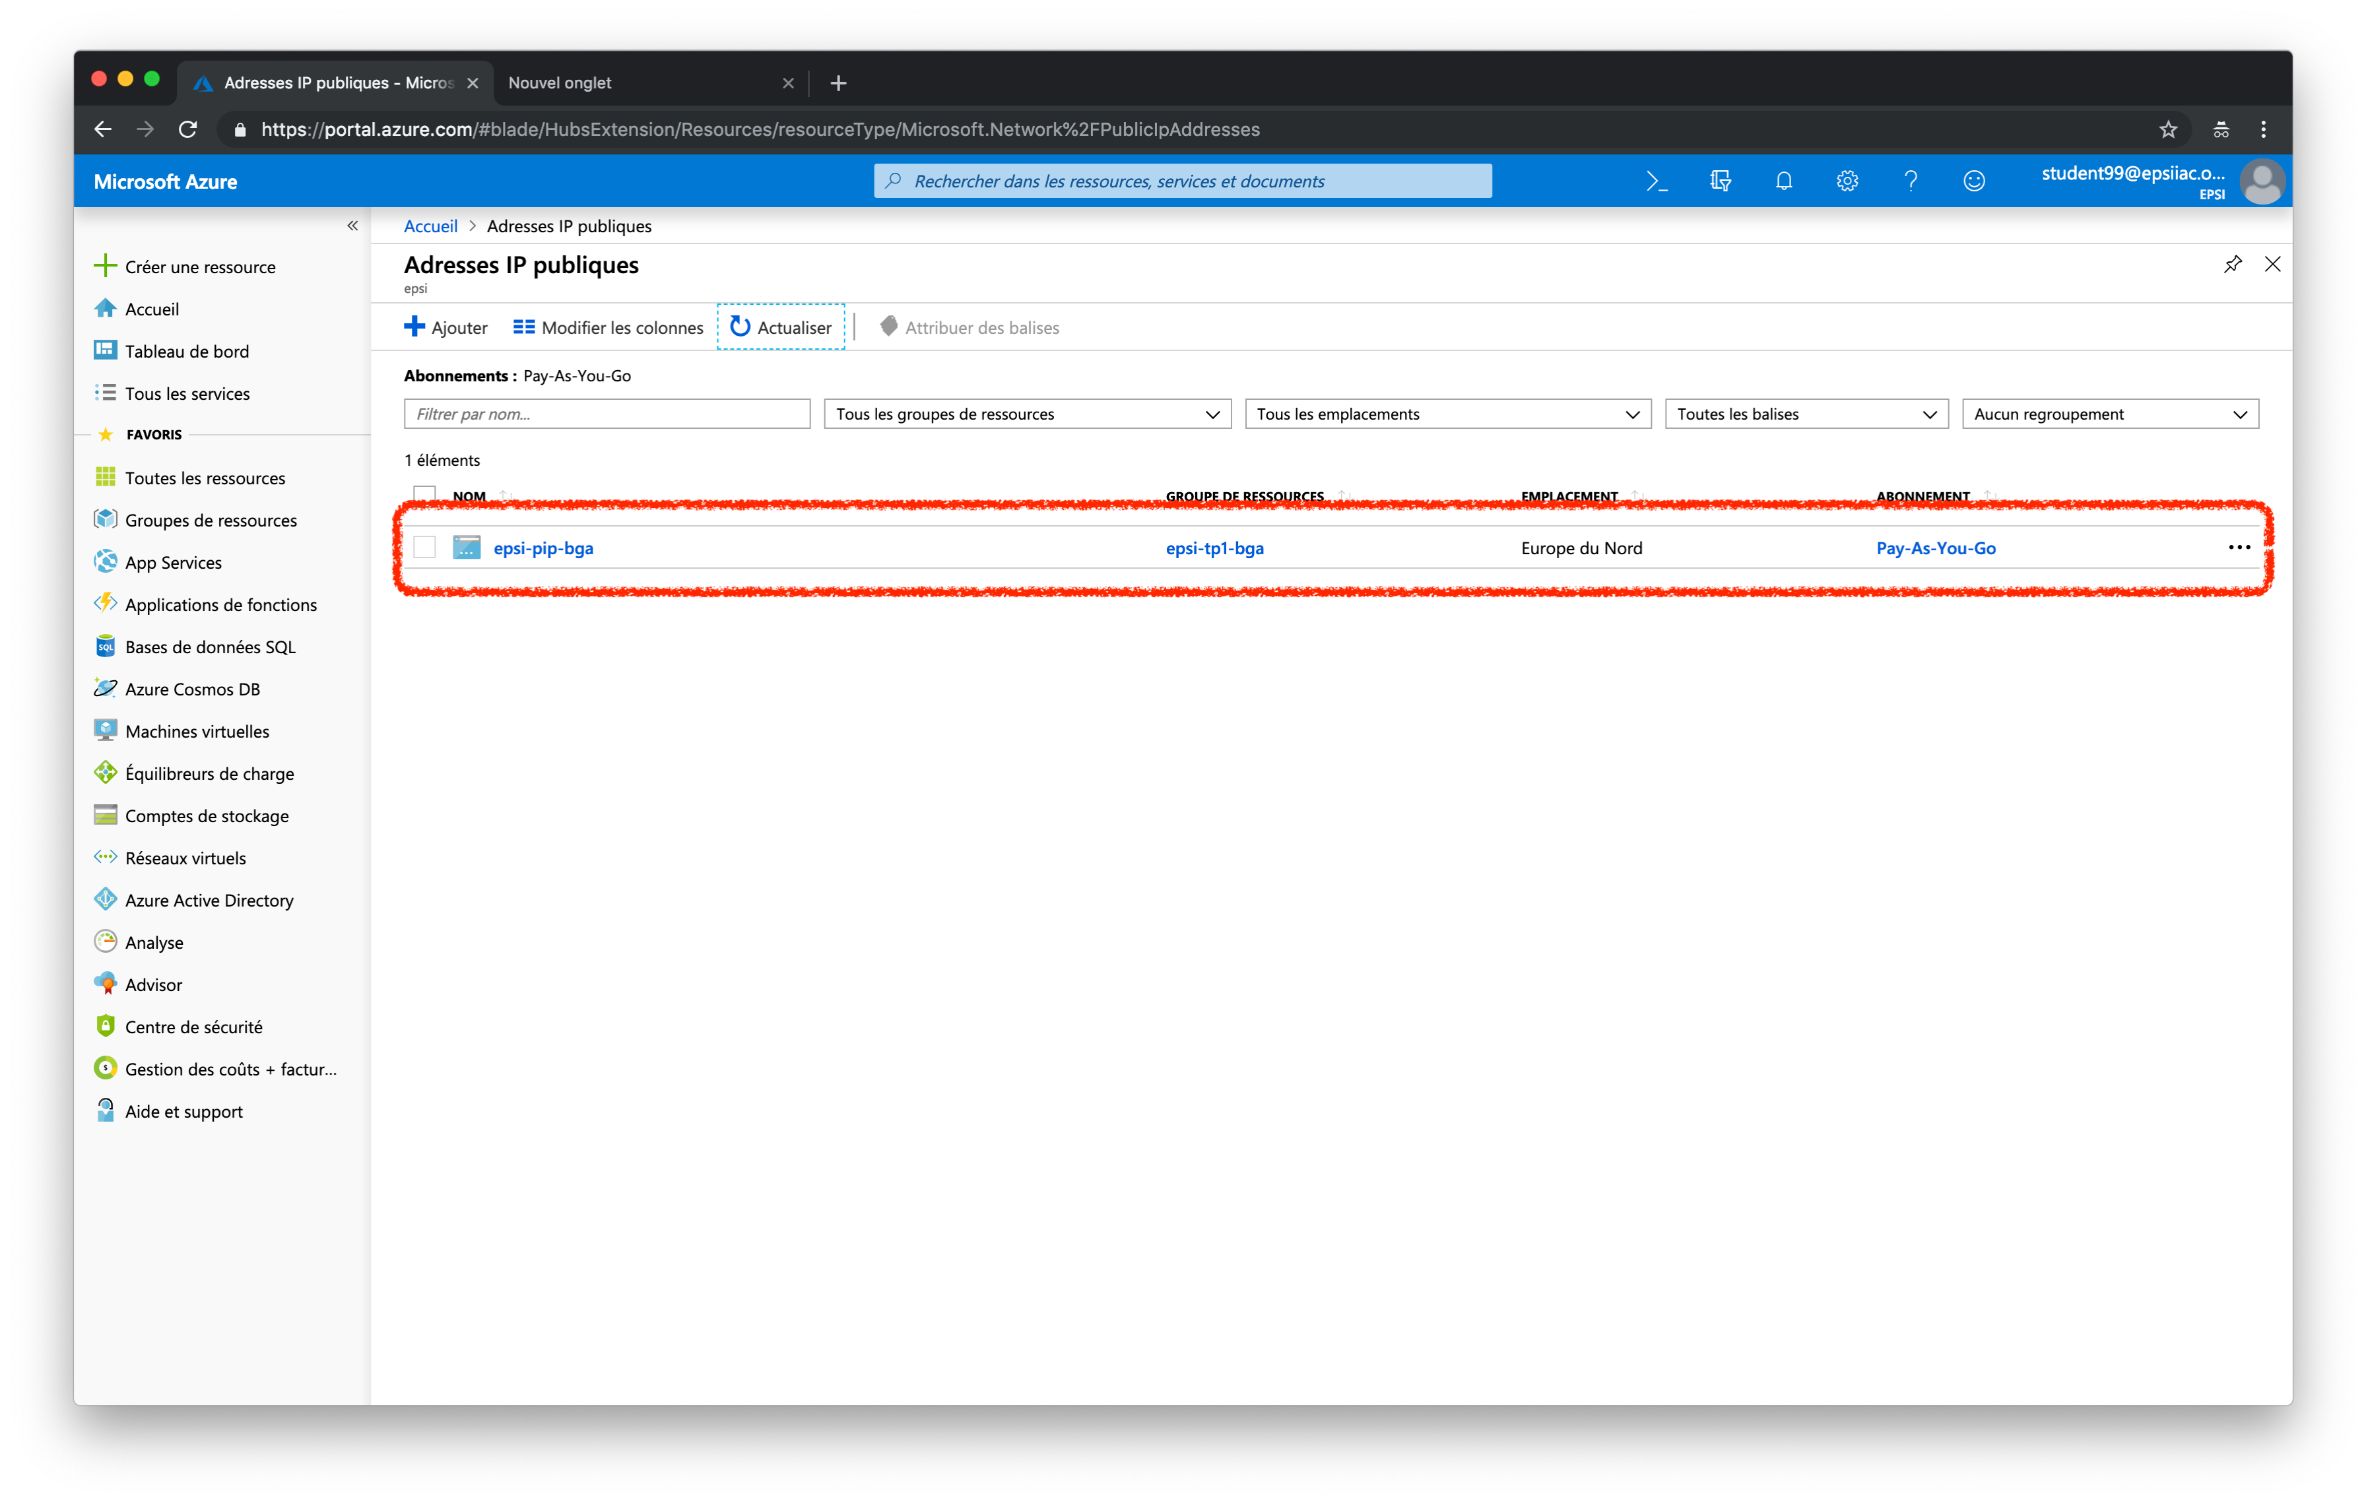 Adresses IP publiques - Micros
Nouvel onglet
https://portal.azure.com/#blade/HubsExtension/Resources/resourceType/Microsoft.Network%2FPublicIpAddresses
Microsoft Azure
Rechercher dans les ressources, services et documents
student99@epsiiac.o...
EPSI
Créer une ressource
Accueil
Tableau de bord
Tous les services
FAVORIS
Toutes les ressources
Groupes de ressources
App Services
Applications de fonctions
Bases de données SQL
Azure Cosmos DB
Machines virtuelles
Équilibreurs de charge
Comptes de stockage
Réseaux virtuels
Azure Active Directory
Analyse
Advisor
Centre de sécurité
Gestion des coûts + factur...
Aide et support
Accueil > Adresses IP publiques
Adresses IP publiques
epsi
Ajouter Modifier les colonnes Actualiser Attribuer des balises
Abonnements : Pay-As-You-Go
Filtrer par nom... Tous les groupes de ressources Tous les emplacements Toutes les balises Aucun regroupement
1 éléments
NOM GROUPE DE RESSOURCES EMPLACEMENT ABONNEMENT
epsi-pip-bga epsi-tp1-bga Europe du Nord Pay-As-You-Go